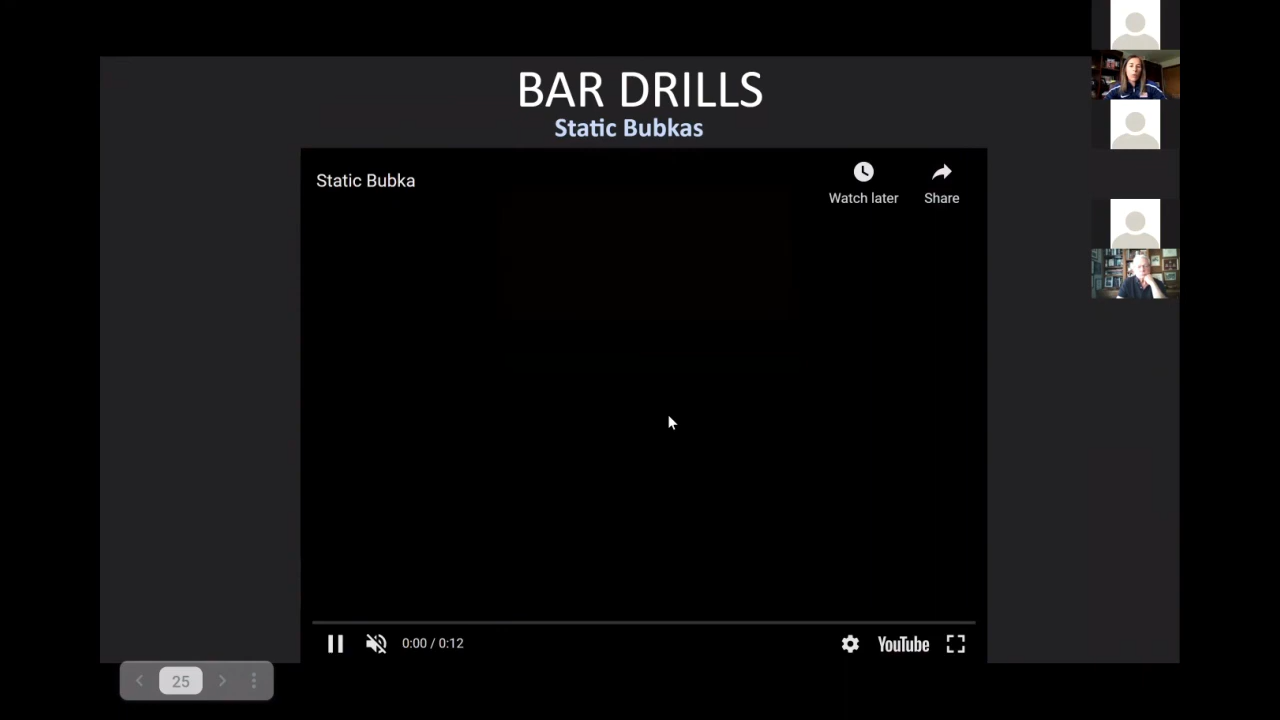 BAR DRILLS
Static Bubkas
Static Bubka
Watch later
Share
0:00 / 0:12
YouTube
25